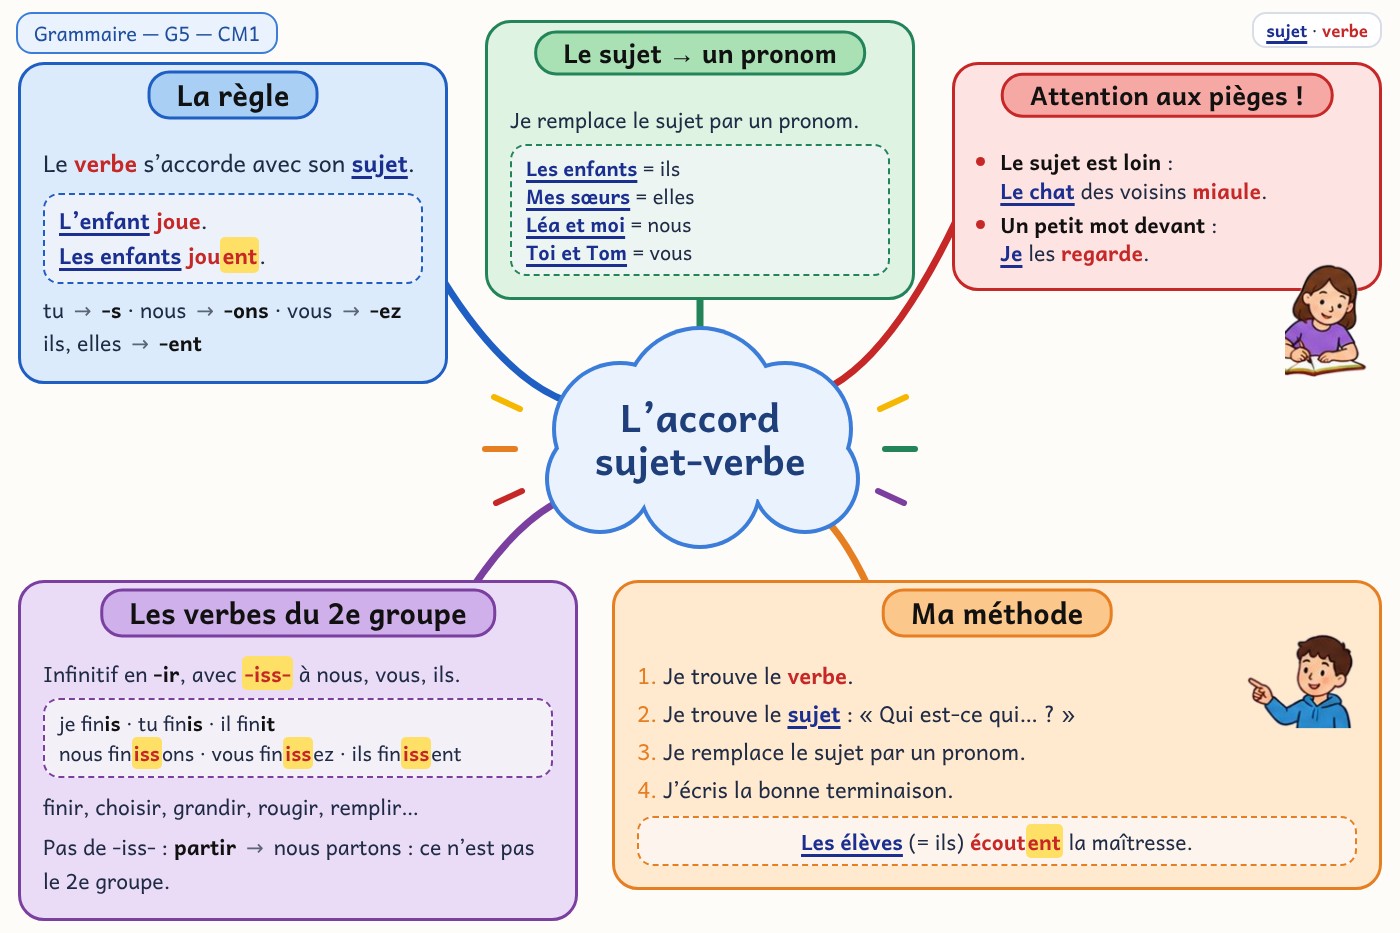 Grammaire — G5 — CM1
sujet · verbe
La règle
Le verbe s’accorde avec son sujet.
L’enfant joue.
Les enfants jouent.
tu → -s · nous → -ons · vous → -ez
ils, elles → -ent
Le sujet → un pronom
Je remplace le sujet par un pronom.
Les enfants = ils
Mes sœurs = elles
Léa et moi = nous
Toi et Tom = vous
Attention aux pièges !
• Le sujet est loin :
Le chat des voisins miaule.
• Un petit mot devant :
Je les regarde.
L’accord
sujet-verbe
Les verbes du 2e groupe
Infinitif en -ir, avec -iss- à nous, vous, ils.
je finis · tu finis · il finit
nous finissons · vous finissez · ils finissent
finir, choisir, grandir, rougir, remplir…
Pas de -iss- : partir → nous partons : ce n’est pas
le 2e groupe.
Ma méthode
1. Je trouve le verbe.
2. Je trouve le sujet : « Qui est-ce qui… ? »
3. Je remplace le sujet par un pronom.
4. J’écris la bonne terminaison.
Les élèves (= ils) écoutent la maîtresse.